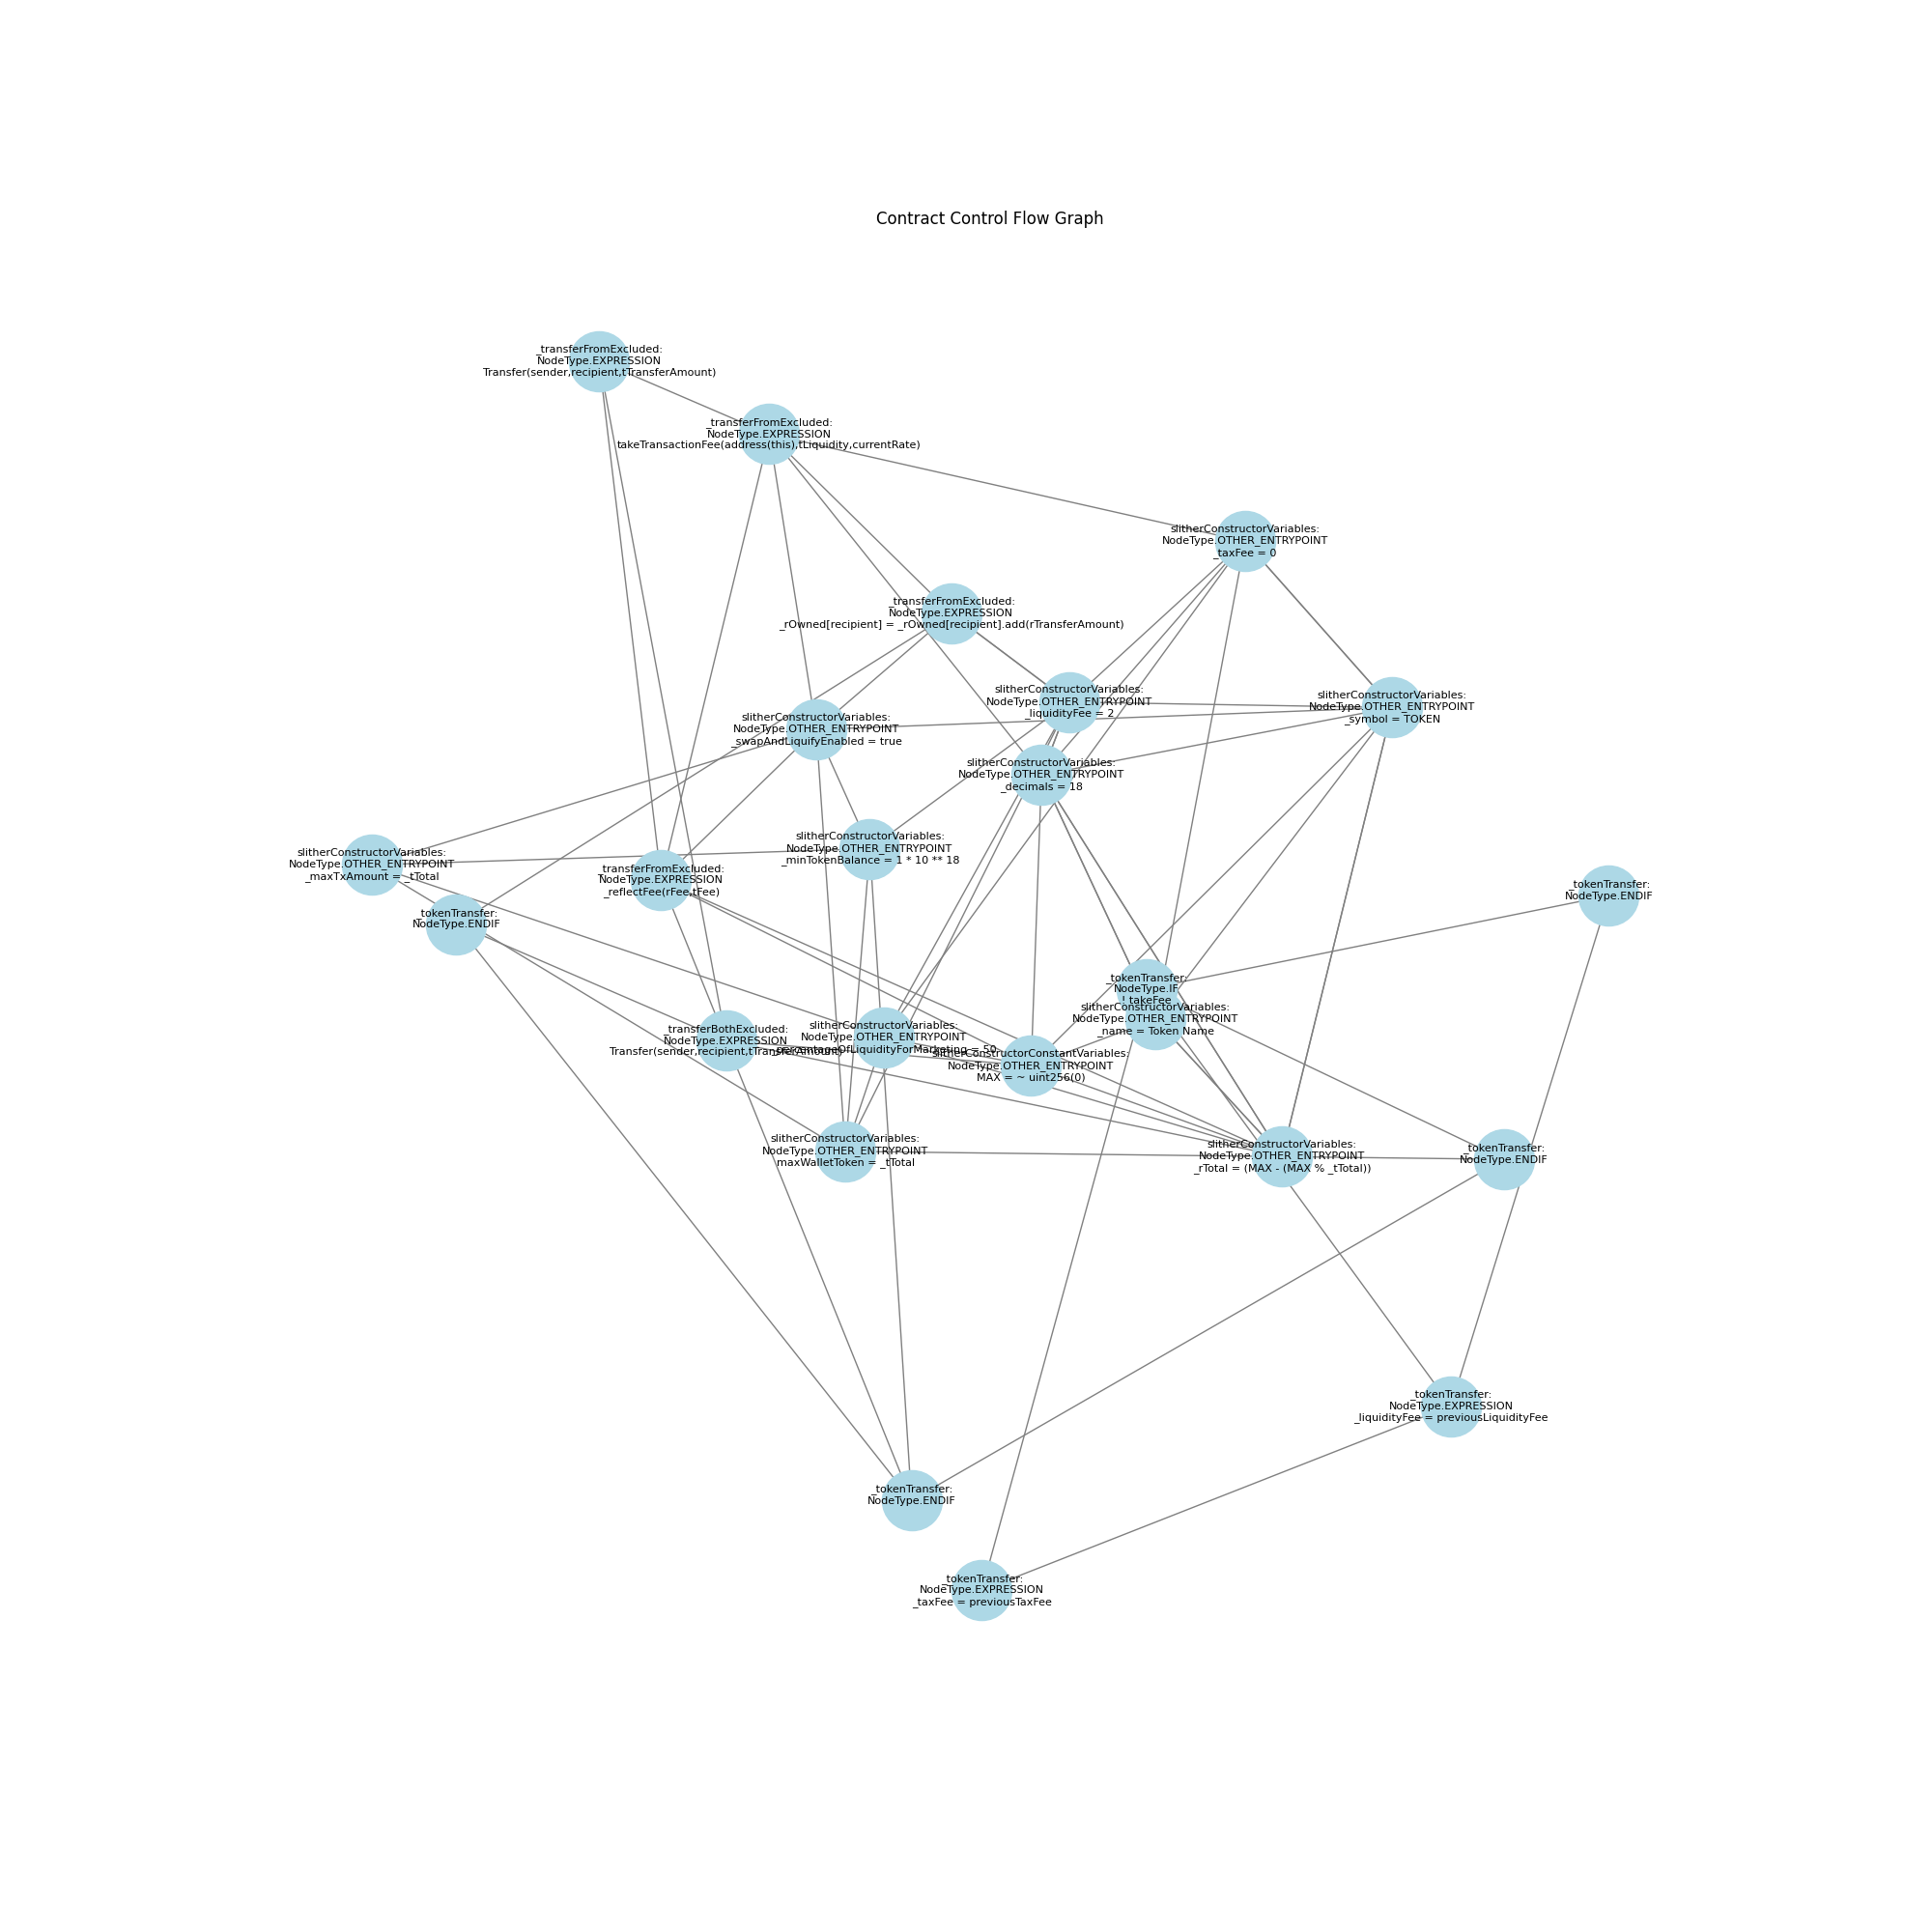 Contract Control Flow Graph
_transferFromExcluded:
NodeType.EXPRESSION
Transfer(sender,recipient,tTransferAmount)
_transferFromExcluded:
NodeType.EXPRESSION
takeTransactionFee(address(this),tLiquidity,currentRate)
slitherConstructorVariables:
NodeType.OTHER_ENTRYPOINT
_taxFee = 0
_transferFromExcluded:
NodeType.EXPRESSION
_rOwned[recipient] = _rOwned[recipient].add(rTransferAmount)
slitherConstructorVariables:
NodeType.OTHER_ENTRYPOINT
_liquidityFee = 2
slitherConstructorVariables:
NodeType.OTHER_ENTRYPOINT
_symbol = TOKEN
slitherConstructorVariables:
NodeType.OTHER_ENTRYPOINT
_swapAndLiquifyEnabled = true
slitherConstructorVariables:
NodeType.OTHER_ENTRYPOINT
_decimals = 18
slitherConstructorVariables:
NodeType.OTHER_ENTRYPOINT
_minTokenBalance = 1 * 10 ** 18
slitherConstructorVariables:
NodeType.OTHER_ENTRYPOINT
_maxTxAmount = _tTotal
_transferFromExcluded:
NodeType.EXPRESSION
_reflectFee(rFee,tFee)
_tokenTransfer:
NodeType.ENDIF
_tokenTransfer:
NodeType.ENDIF
_tokenTransfer:
NodeType.IF
! takeFee
slitherConstructorVariables:
NodeType.OTHER_ENTRYPOINT
_name = Token Name
_transferBothExcluded:
NodeType.EXPRESSION
Transfer(sender,recipient,tTransferAmount)
slitherConstructorVariables:
NodeType.OTHER_ENTRYPOINT
_percentageOfLiquidityForMarketing = 50
slitherConstructorConstantVariables:
NodeType.OTHER_ENTRYPOINT
MAX = ~ uint256(0)
slitherConstructorVariables:
NodeType.OTHER_ENTRYPOINT
maxWalletToken = _tTotal
slitherConstructorVariables:
NodeType.OTHER_ENTRYPOINT
_rTotal = (MAX - (MAX % _tTotal))
_tokenTransfer:
NodeType.ENDIF
_tokenTransfer:
NodeType.EXPRESSION
_liquidityFee = previousLiquidityFee
_tokenTransfer:
NodeType.ENDIF
_tokenTransfer:
NodeType.EXPRESSION
_taxFee = previousTaxFee